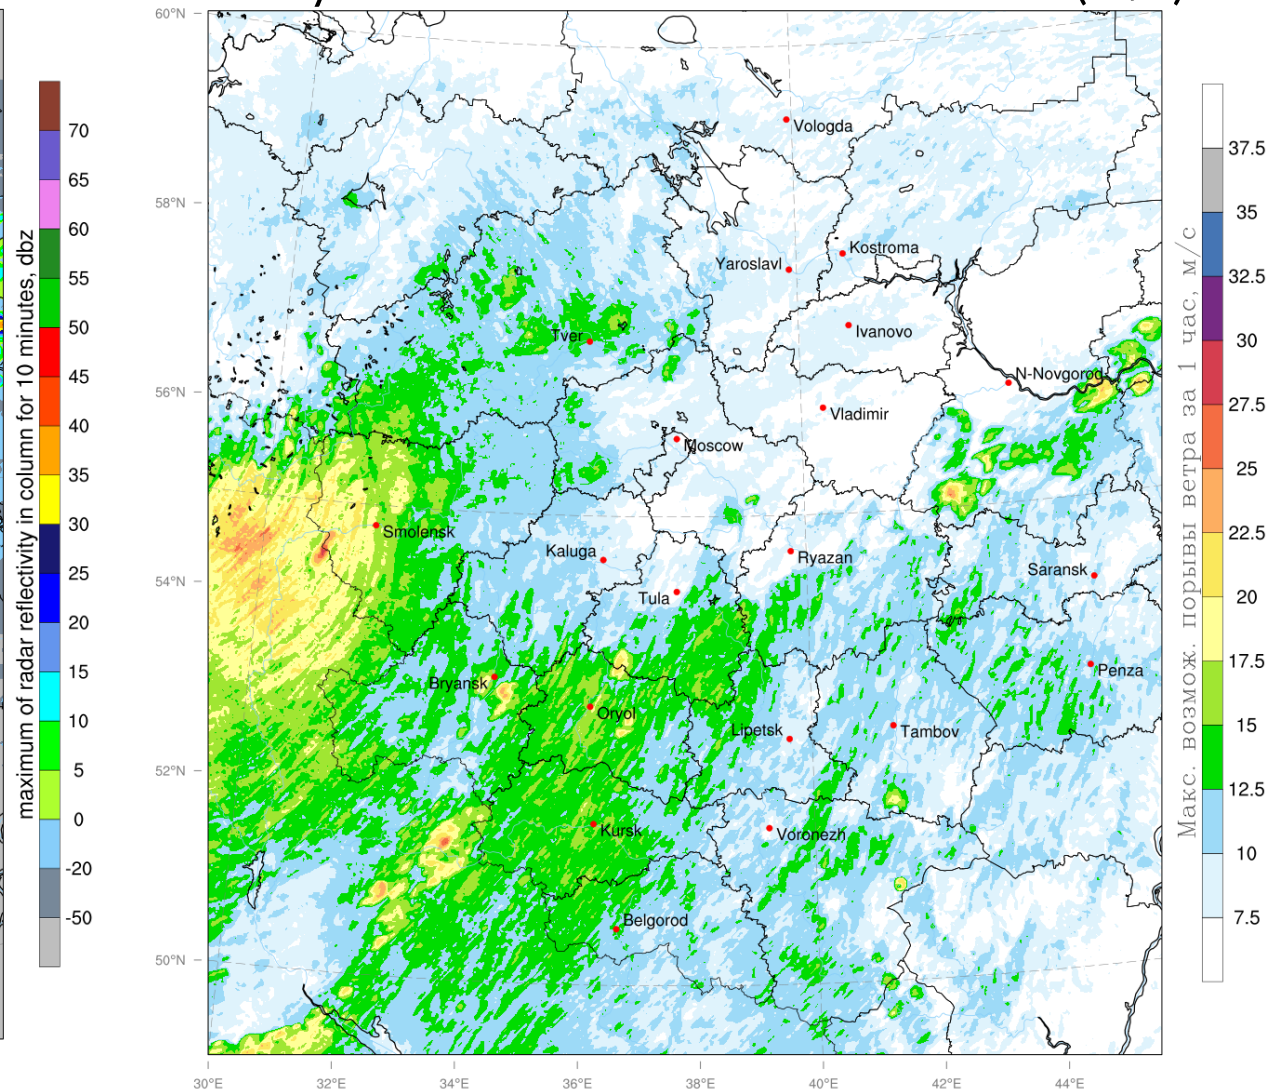 maximum of radar reflectivity in column for 10 minutes, dbz
70
65
60
55
50
45
40
35
30
25
20
15
10
5
0
-20
-50
60°N
58°N
56°N
54°N
52°N
50°N
30°E
32°E
34°E
36°E
38°E
40°E
42°E
44°E
Vologda
Kostroma
Yaroslavl
Ivanovo
Tver
N-Novgorod
Vladimir
Moscow
Smolensk
Kaluga
Ryazan
Saransk
Tula
Penza
Bryansk
Oryol
Lipetsk
Tambov
Kursk
Voronezh
Belgorod
Макс. возмож. порывы ветра за 1 час, м/с
37.5
35
32.5
30
27.5
25
22.5
20
17.5
15
12.5
10
7.5